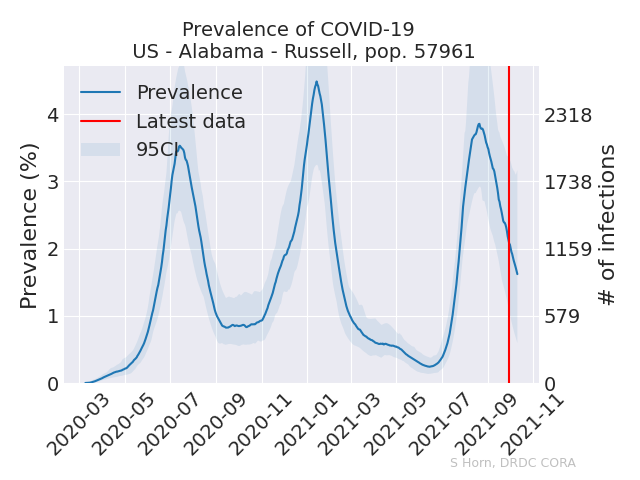 Prevalence of COVID-19
US - Alabama - Russell, pop. 57961
Prevalence
Latest data
95CI
Prevalence (%)
4
3
2
1
0
2318
1738
1159
579
0
# of infections
2020-03
2020-05
2020-07
2020-09
2020-11
2021-01
2021-03
2021-05
2021-07
2021-09
2021-11
S Horn, DRDC CORA